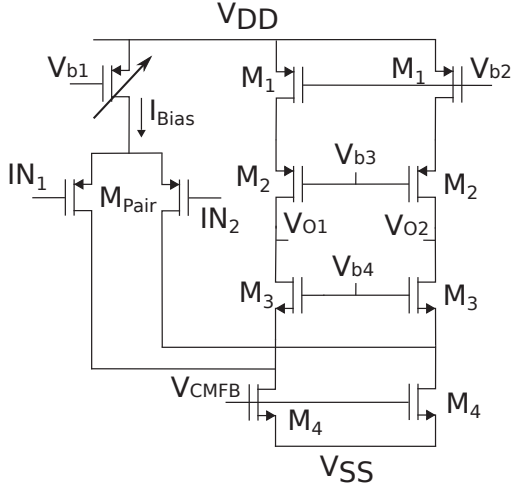 VDD
Vb1
M1
M1
Vb2
IBias
IN1
MPair
IN2
M2
Vb3
M2
VO1
VO2
Vb4
M3
M3
VCMFB
M4
M4
VSS